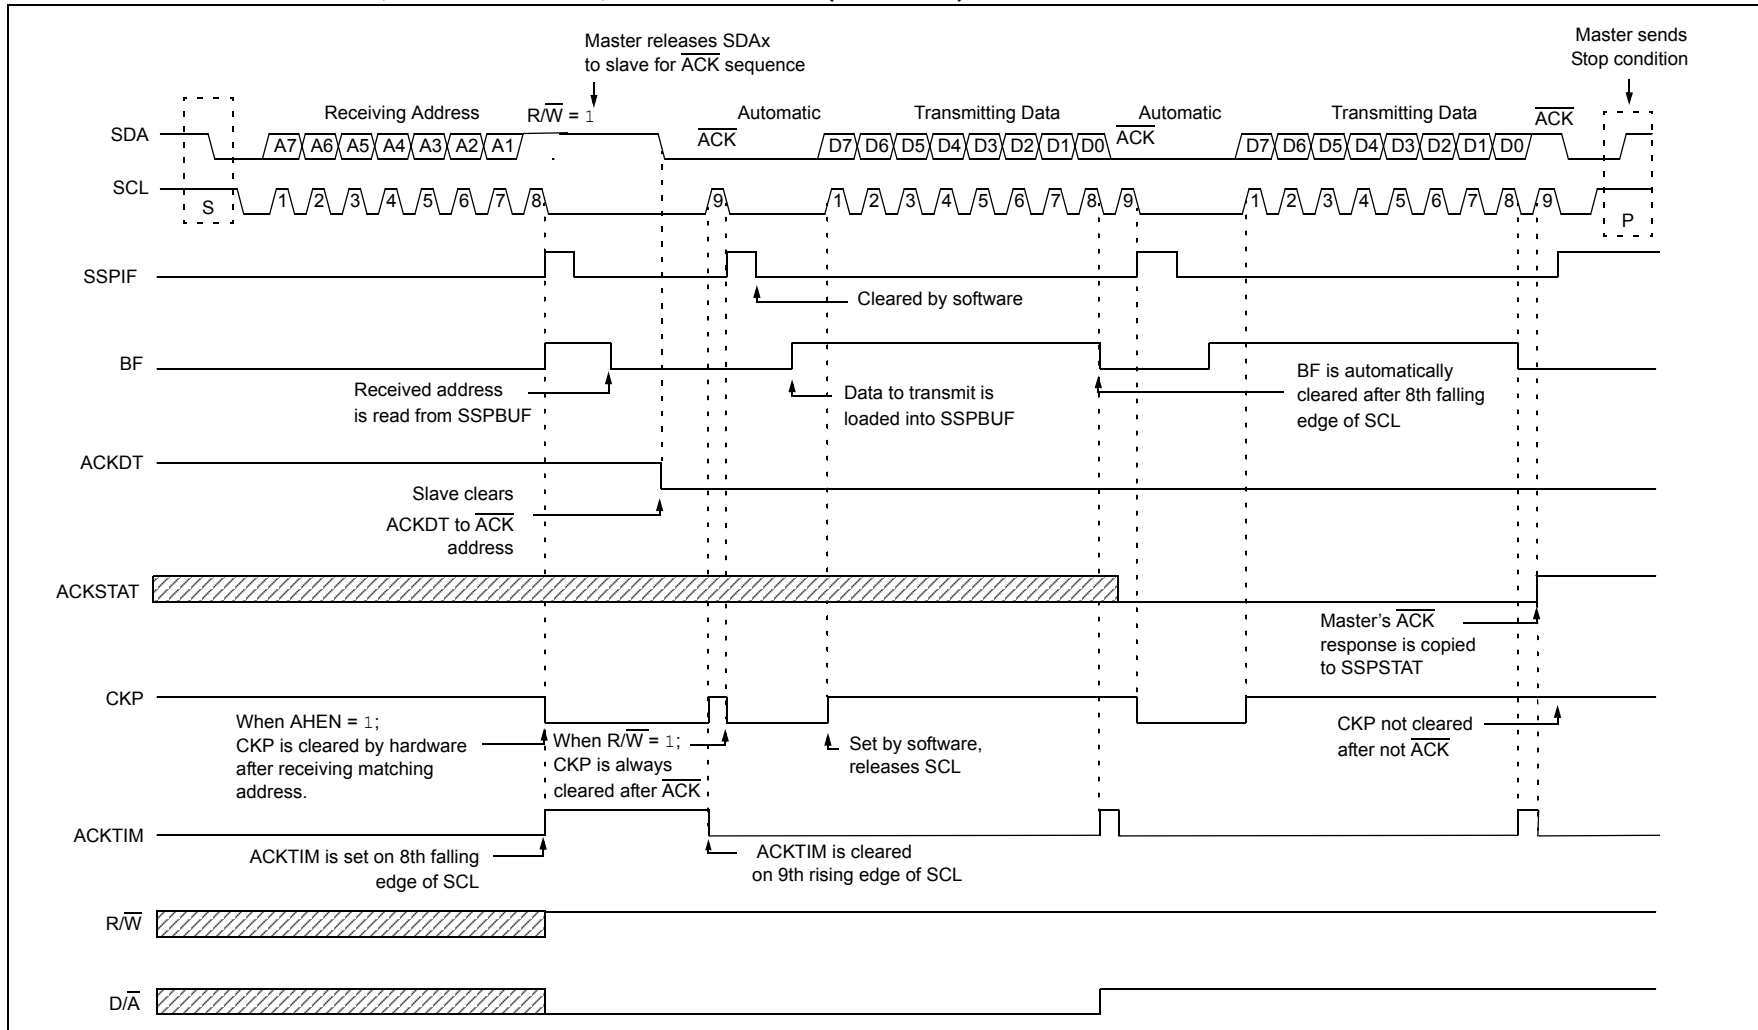 Master releases SDAx
to slave for ACK sequence
Master sends
Stop condition
Receiving Address
R/W = 1
Automatic
Transmitting Data
Automatic
Transmitting Data
ACK
SDA
A7 A6 A5 A4 A3 A2 A1
ACK
D7 D6 D5 D4 D3 D2 D1 D0
ACK
D7 D6 D5 D4 D3 D2 D1 D0
SCL
S
1 2 3 4 5 6 7 8 9 1 2 3 4 5 6 7 8 9 1 2 3 4 5 6 7 8 9
P
SSPIF
Cleared by software
BF
Received address
is read from SSPBUF
Data to transmit is
loaded into SSPBUF
BF is automatically
cleared after 8th falling
edge of SCL
ACKDT
Slave clears
ACKDT to ACK
address
ACKSTAT
Master's ACK
response is copied
to SSPSTAT
CKP
When AHEN = 1;
CKP is cleared by hardware
after receiving matching
address.
When R/W = 1;
CKP is always
cleared after ACK
Set by software,
releases SCL
CKP not cleared
after not ACK
ACKTIM
ACKTIM is set on 8th falling
edge of SCL
ACKTIM is cleared
on 9th rising edge of SCL
R/W
D/A